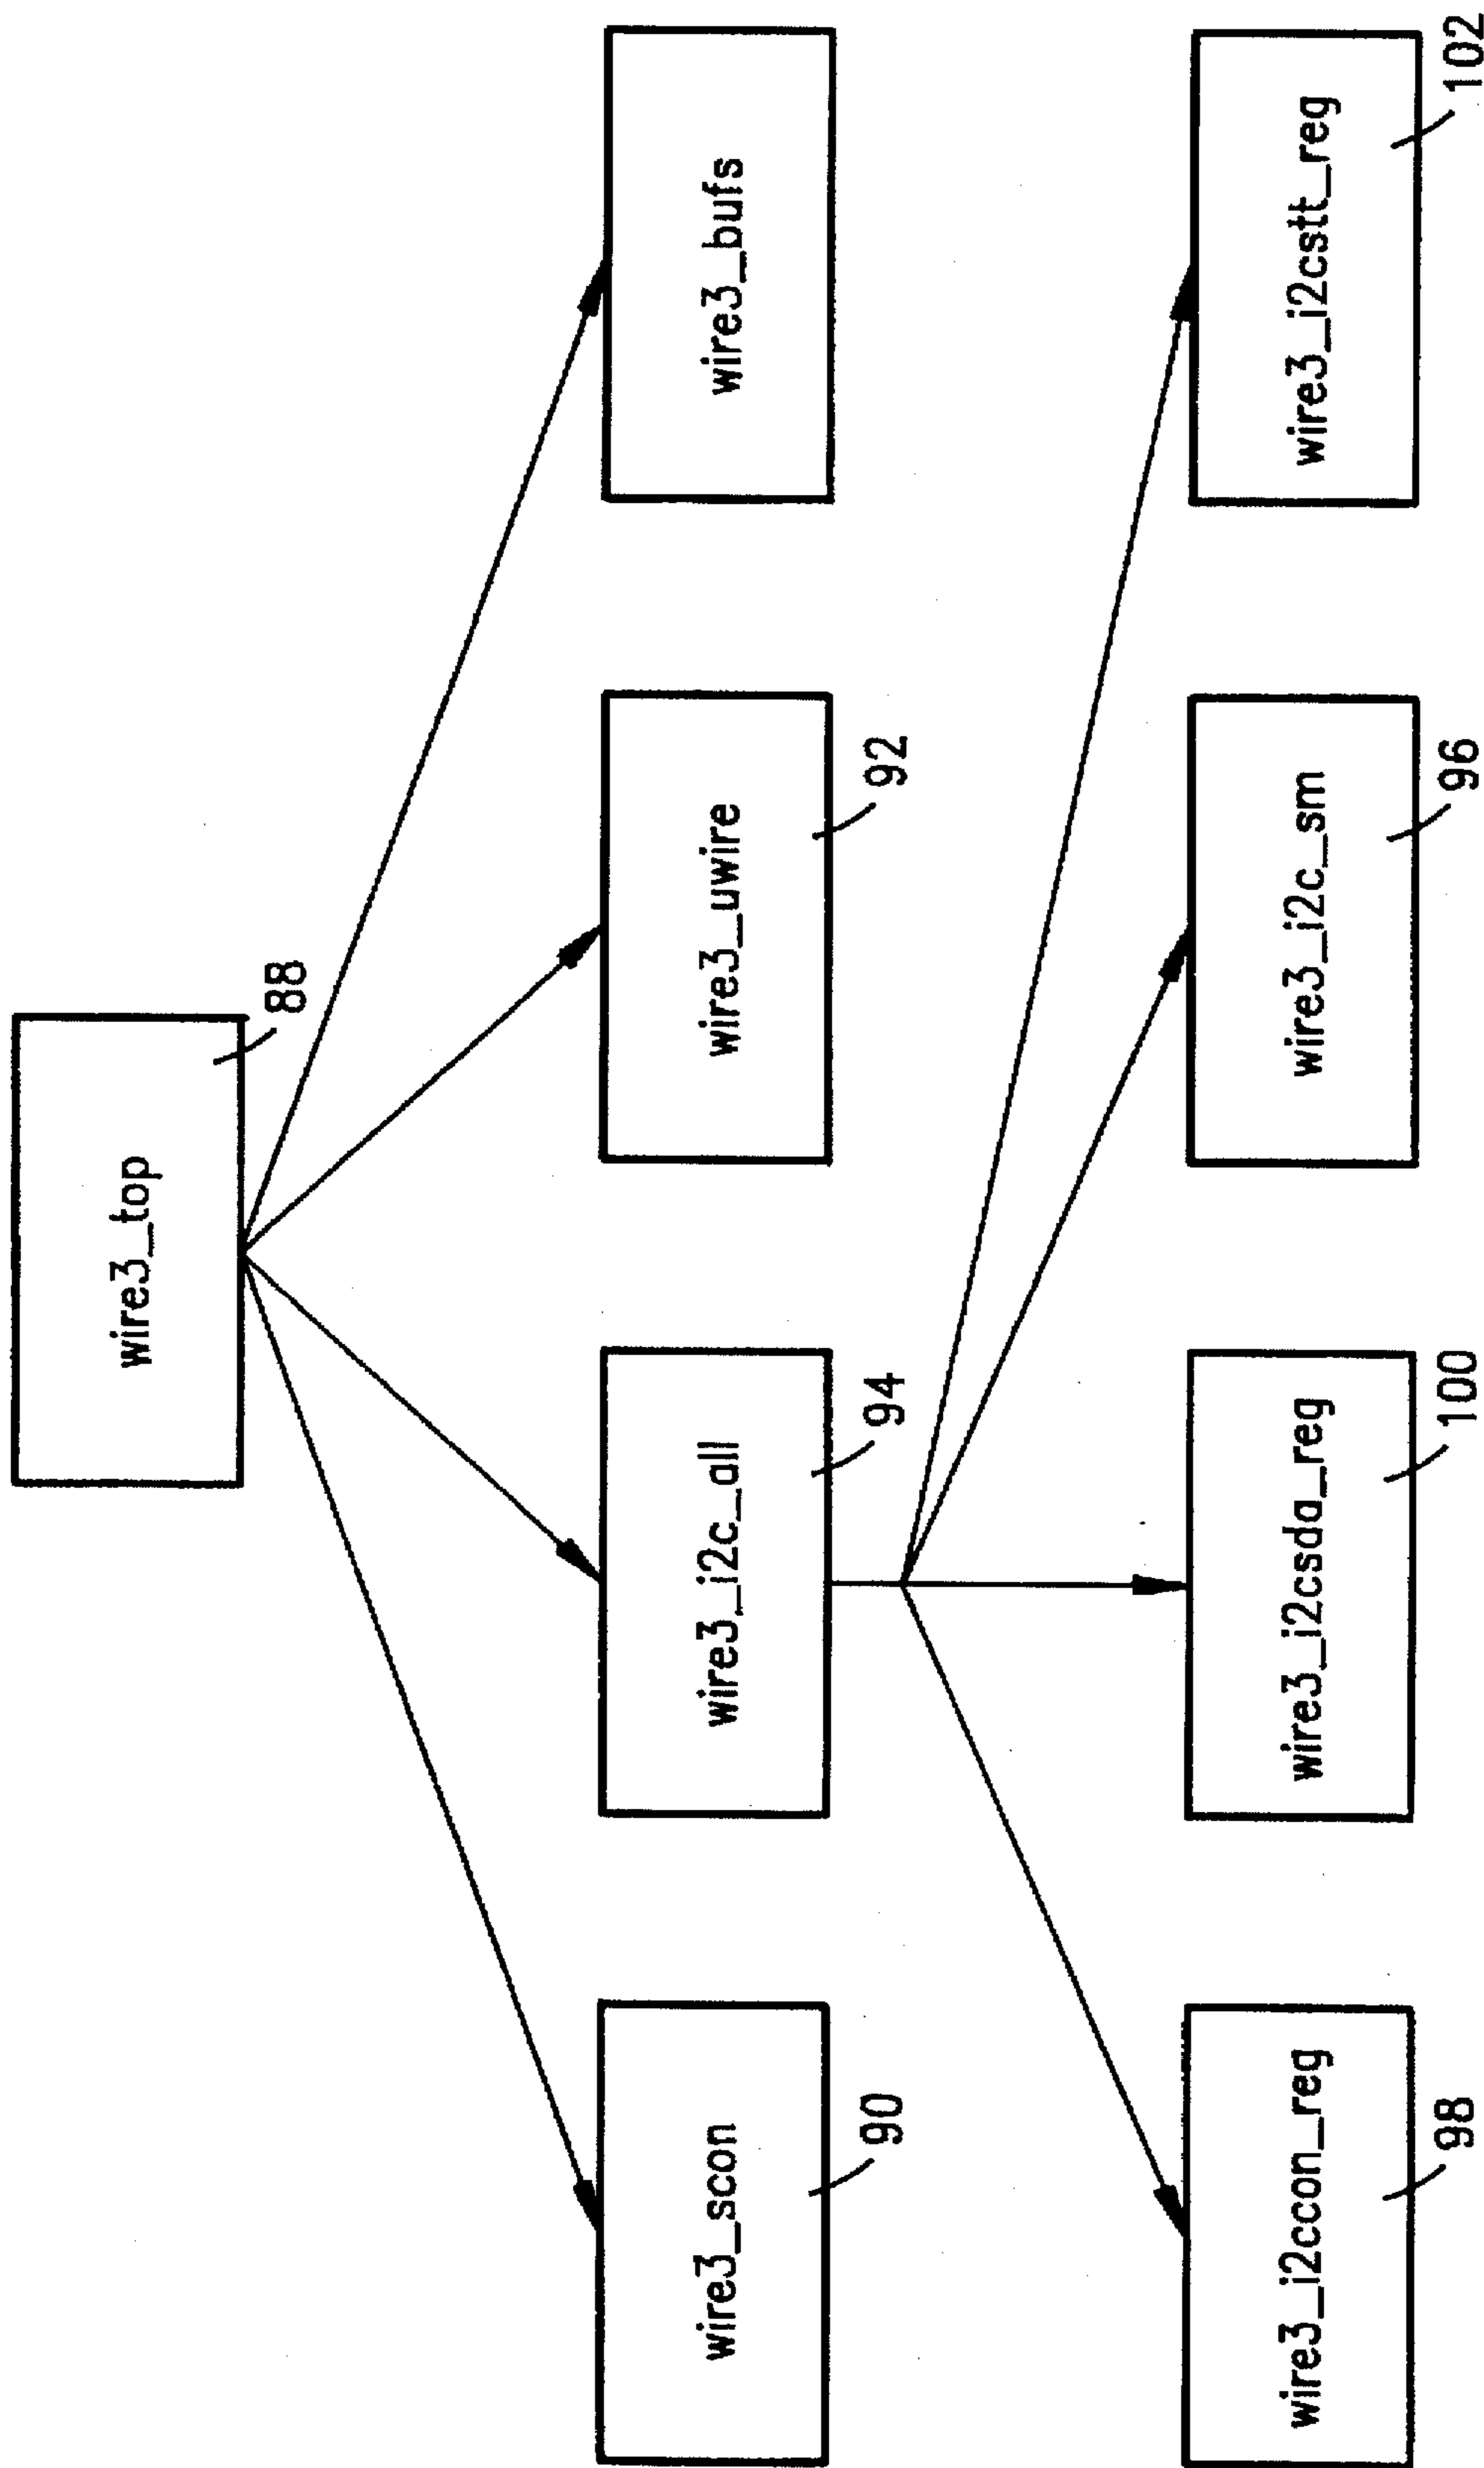 wire3_top
88
wire3_scon
90
wire3_i2c_all
94
wire3_uwire
92
wire3_bufs
wire3_i2ccon_reg
98
wire3_i2csda_reg
100
wire3_i2c_sm
96
wire3_i2cstt_reg
102